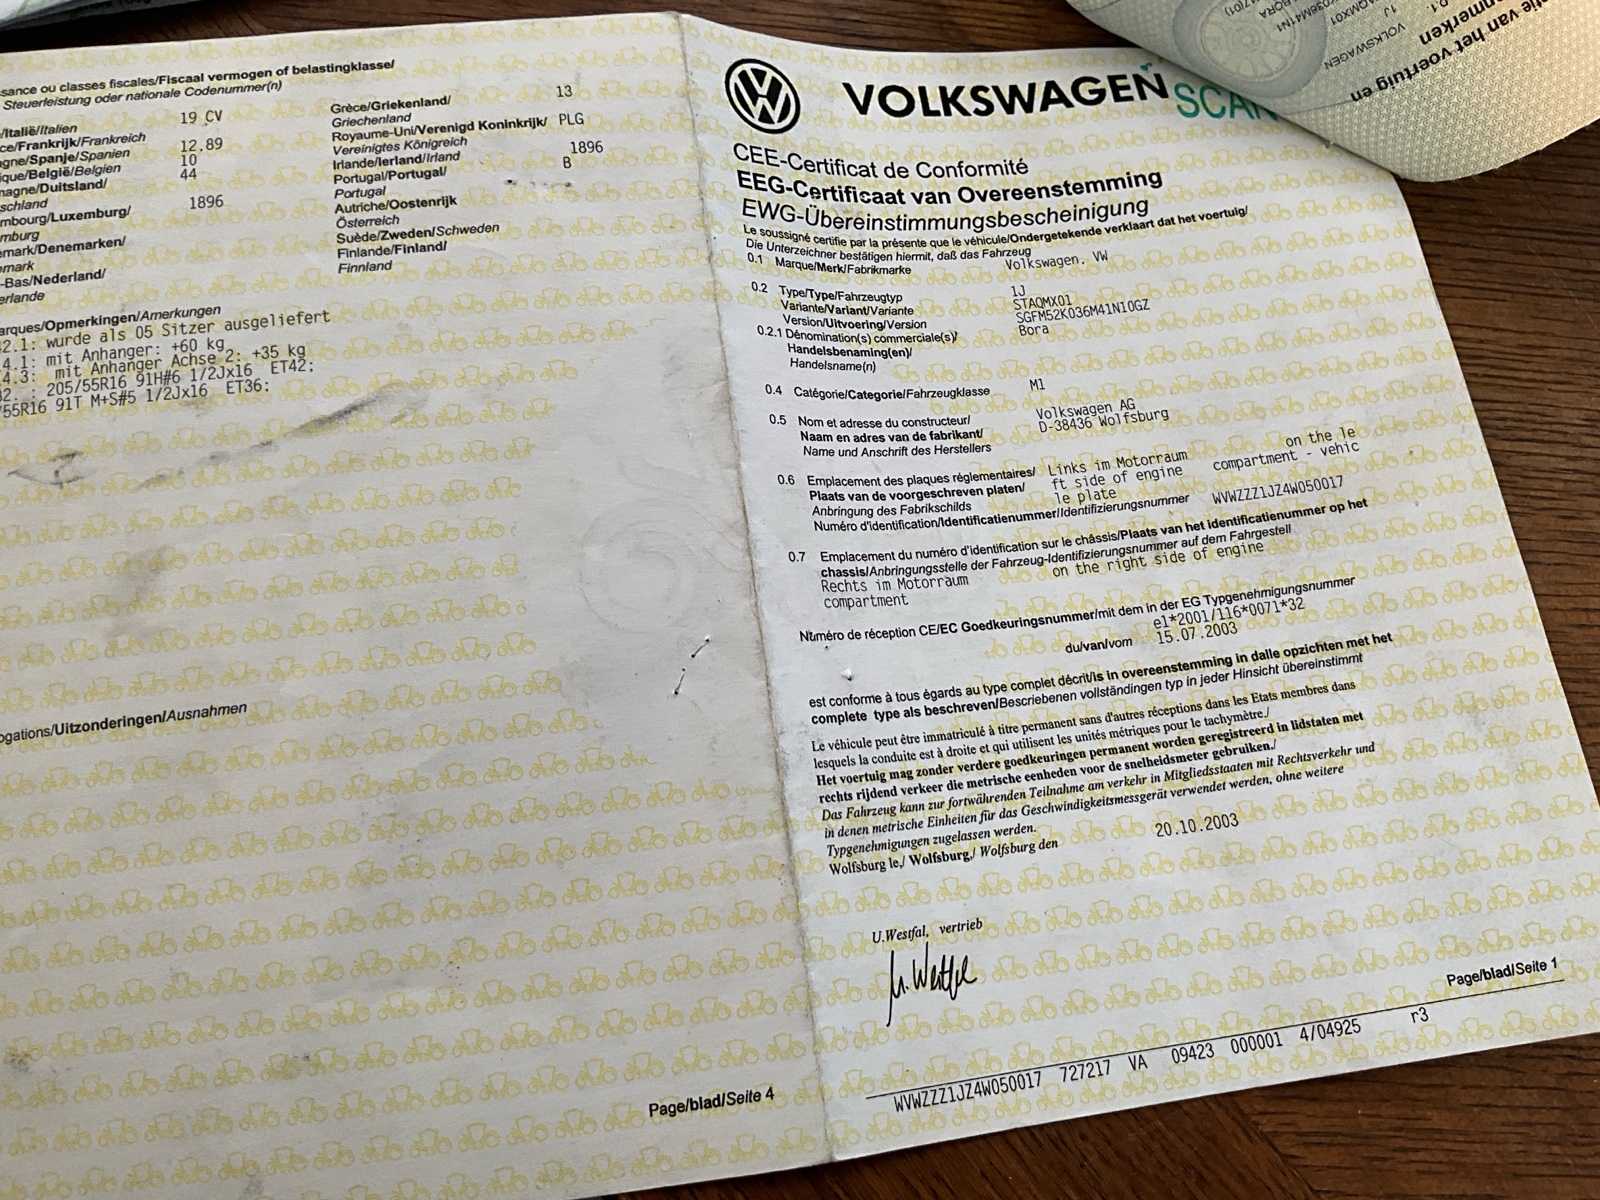 sance ou classes fiscales/Fiscaal vermogen of belastingklasse/
Steuerleistung oder nationale Codenummer(n)
/Italië/Italien 19 CV
ce/Frankrijk/Frankreich 12.89
gne/Spanje/Spanien 10
ique/België/Belgien 44
magne/Duitsland/
schland
mbourg/Luxemburg/ 1896
mburg
mark/Denemarken/
emark
-Bas/Nederland/
erlande
Grèce/Griekenland/ 13
Griechenland
Royaume-Uni/Verenigd Koninkrijk/ PLG
Vereinigtes Königreich
Irlande/Ierland/Irland 1896
Portugal/Portugal/ B
Portugal
Autriche/Oostenrijk
Österreich
Suède/Zweden/Schweden
Finlande/Finland/
Finnland
arques/Opmerkingen/Amerkungen
2.1: wurde als 05 Sitzer ausgeliefert
4.1: mit Anhanger: +60 kg
4.3: mit Anhanger Achse 2: +35 kg
32. : 205/55R16 91H#6 1/2Jx16 ET42;
/55R16 91T M+S#5 1/2Jx16 ET36:
ogations/Uitzonderingen/Ausnahmen
Page/blad/Seite 4
VOLKSWAGEN
SCAN
CEE-Certificat de Conformité
EEG-Certificaat van Overeenstemming
EWG-Übereinstimmungsbescheinigung
Le soussigné certifie par la présente que le véhicule/Ondergetekende verklaart dat het voertuig/
Die Unterzeichner bestätigen hiermit, daß das Fahrzeug
0.1 Marque/Merk/Fabrikmarke Volkswagen. VW
0.2 Type/Type/Fahrzeugtyp 1J
Variante/Variant/Variante STAQMX01
Version/Uitvoering/Version SGFM52K036M41N10GZ
0.2.1 Dénomination(s) commerciale(s)/ Bora
Handelsbenaming(en)/
Handelsname(n)
0.4 Catégorie/Categorie/Fahrzeugklasse M1
0.5 Nom et adresse du constructeur/ Volkswagen AG
Naam en adres van de fabrikant/ D-38436 Wolfsburg
Name und Anschrift des Herstellers
0.6 Emplacement des plaques réglementaires/ Links im Motorraum on the le
Plaats van de voorgeschreven platen/ ft side of engine compartment - vehic
Anbringung des Fabrikschilds le plate
Numéro d'identification/Identificatienummer/Identifizierungsnummer WVWZZZ1JZ4W050017
0.7 Emplacement du numéro d'identification sur le châssis/Plaats van het identificatienummer op het
chassis/Anbringungsstelle der Fahrzeug-Identifizierungsnummer auf dem Fahrgestell
Rechts im Motorraum on the right side of engine
compartment
Numéro de réception CE/EC Goedkeuringsnummer/mit dem in der EG Typgenehmigungsnummer
e1*2001/116*0071*32
du/van/vom 15.07.2003
est conforme à tous égards au type complet décrit/is in overeenstemming in dalle opzichten met het
complete type als beschreven/Bescriebenen vollständingen typ in jeder Hinsicht übereinstimmt
Le véhicule peut être immatriculé à titre permanent sans d'autres réceptions dans les Etats membres dans
lesquels la conduite est à droite et qui utilisent les unités métriques pour le tachymètre./
Het voertuig mag zonder verdere goedkeuringen permanent worden geregistreerd in lidstaten met
rechts rijdend verkeer die metrische eenheden voor de snelheidsmeter gebruiken./
Das Fahrzeug kann zur fortwährenden Teilnahme am verkehr in Mitgliedsstaaten mit Rechtsverkehr und
in denen metrische Einheiten für das Geschwindigkeitsmessgerät verwendet werden, ohne weitere
Typgenehmigungen zugelassen werden.
Wolfsburg le,/ Wolfsburg,/ Wolfsburg den 20.10.2003
U.Westfal, vertrieb
Page/blad/Seite 1
WVWZZZ1JZ4W050017 727217 VA 09423 000001 4/04925 r3
tie van het voertuig en
nmerken
VOLKSWAGEN
1J
BORA